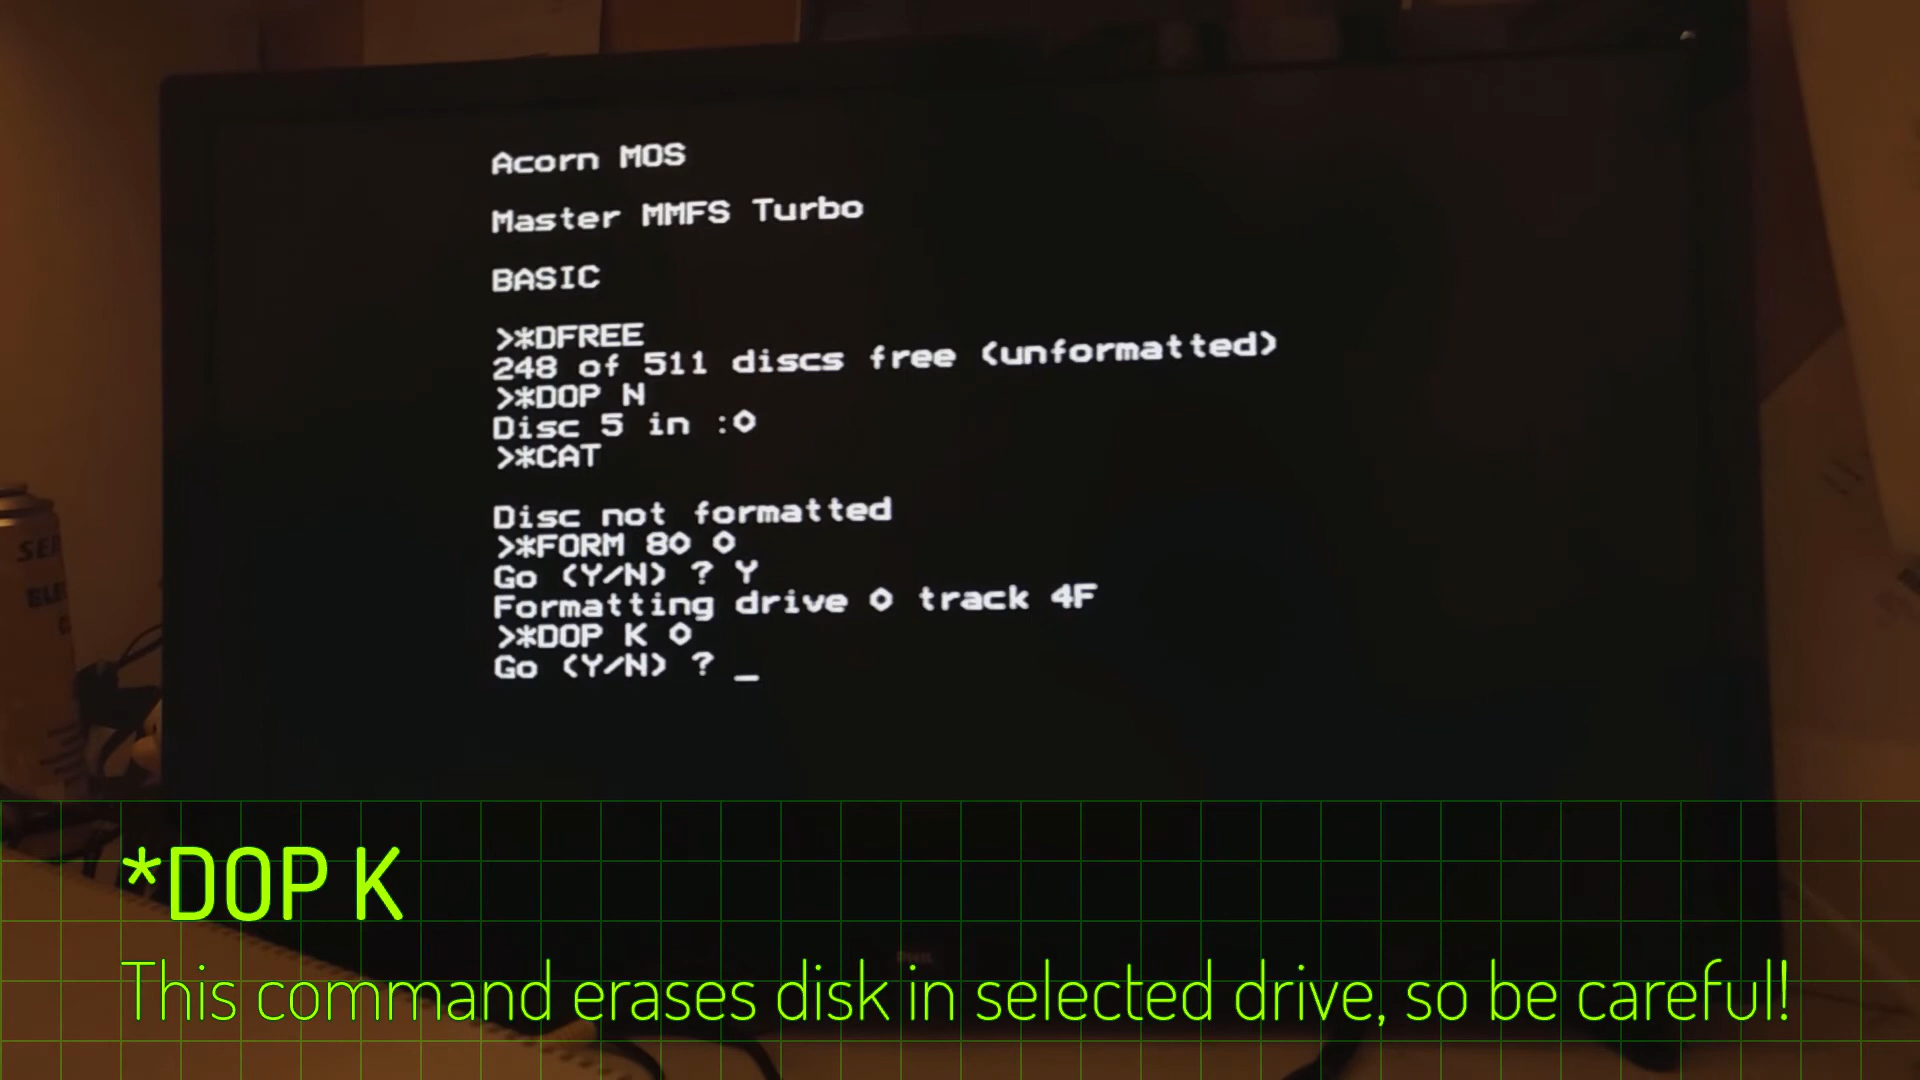 Acorn MOS
Master MMFS Turbo
BASIC
>*DFREE
248 of 511 discs free (unformatted)
>*DOP N
Disc 5 in :0
>*CAT
Disc not formatted
>*FORM 80 0
Go (Y/N) ? Y
Formatting drive 0 track 4F
>*DOP K 0
Go (Y/N) ? _
*DOP K
This command erases disk in selected drive, so be careful!